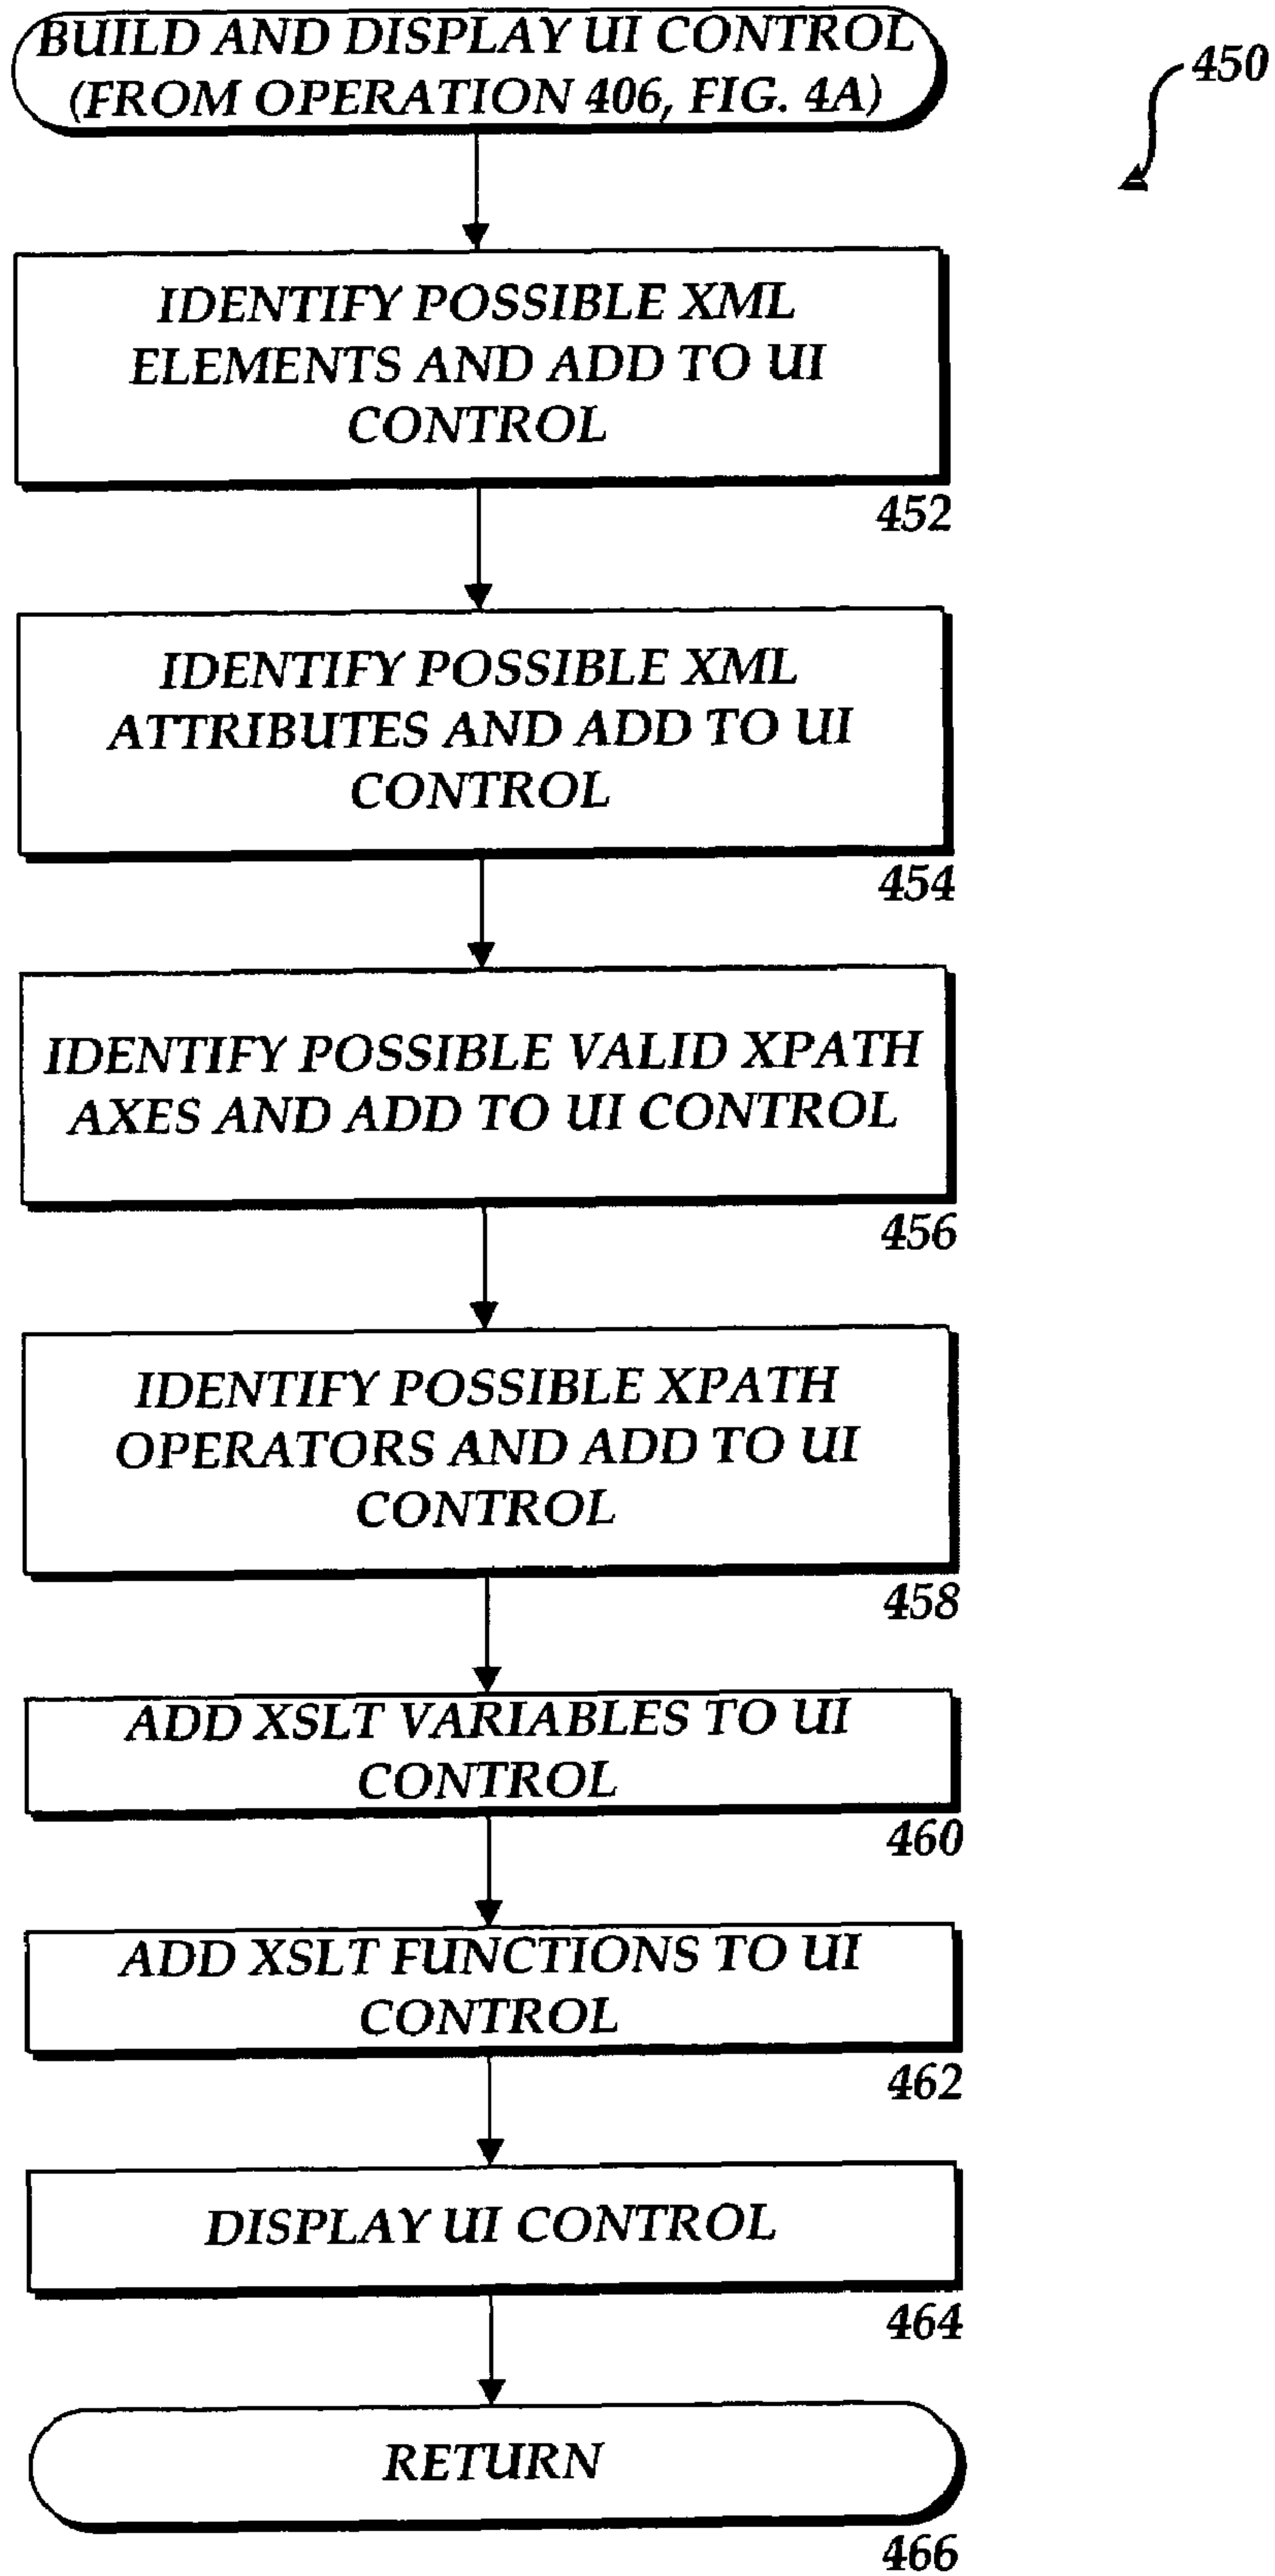 BUILD AND DISPLAY UI CONTROL
(FROM OPERATION 406, FIG. 4A)
450
IDENTIFY POSSIBLE XML
ELEMENTS AND ADD TO UI
CONTROL
452
IDENTIFY POSSIBLE XML
ATTRIBUTES AND ADD TO UI
CONTROL
454
IDENTIFY POSSIBLE VALID XPATH
AXES AND ADD TO UI CONTROL
456
IDENTIFY POSSIBLE XPATH
OPERATORS AND ADD TO UI
CONTROL
458
ADD XSLT VARIABLES TO UI
CONTROL
460
ADD XSLT FUNCTIONS TO UI
CONTROL
462
DISPLAY UI CONTROL
464
RETURN
466